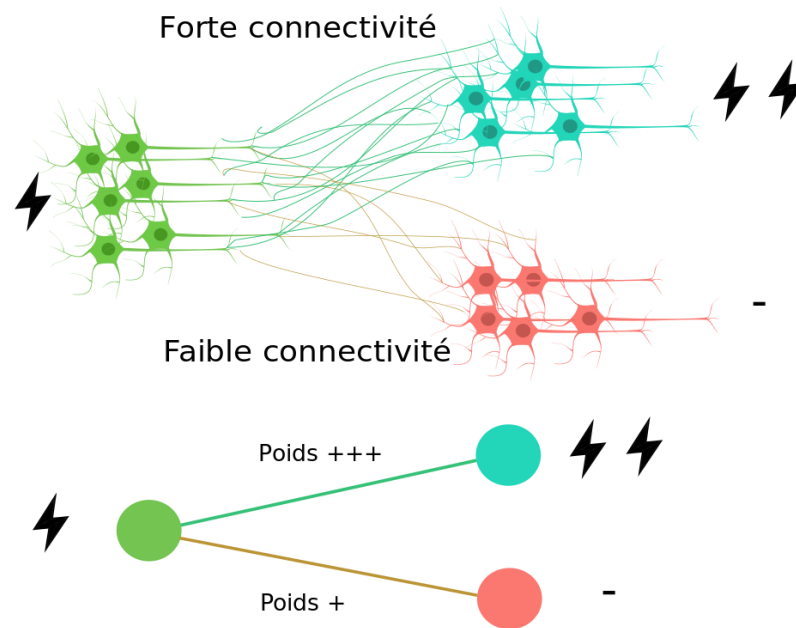 Forte connectivité
-
Faible connectivité
Poids +++
Poids +
-